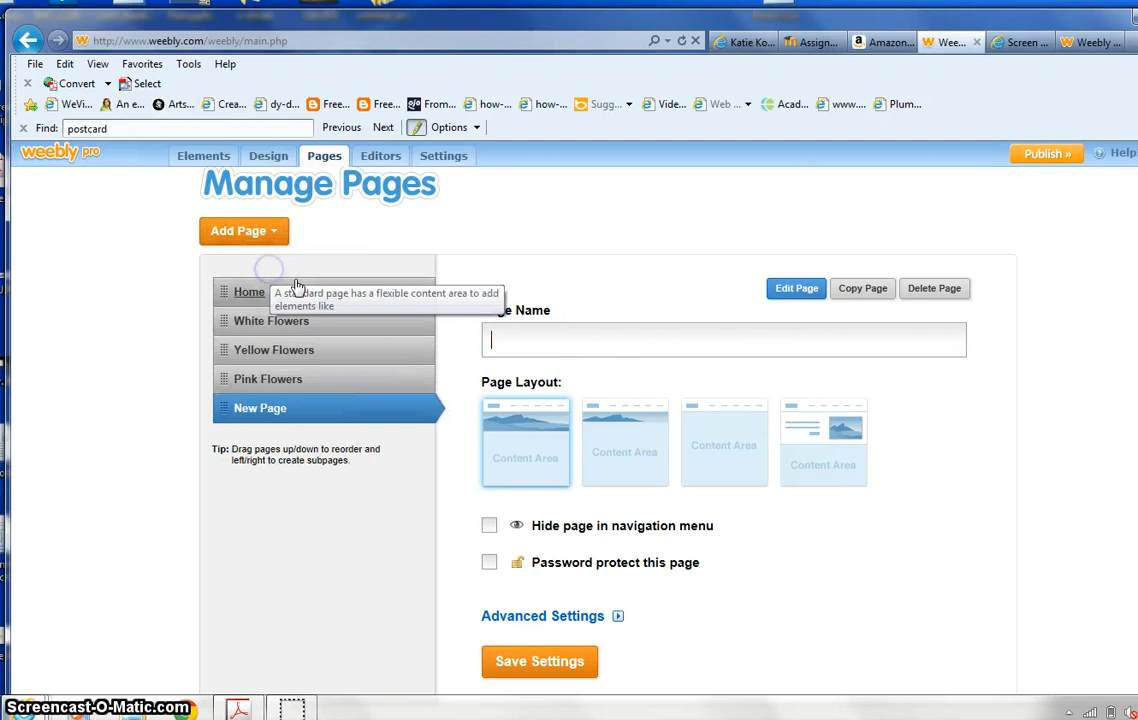 http://www.weebly.com/weebly/main.php
Katie Ko...
Assign...
Amazon...
Wee...
Screen ...
Weebly ...
File Edit View Favorites Tools Help
Convert Select
WeVi...
An e...
Arts...
Crea...
dy-d...
Free...
Free...
From...
how-...
how-...
Sugg...
Vide...
Web ...
Acad...
www....
Plum...
Find: postcard Previous Next Options
weebly pro Elements Design Pages Editors Settings Publish » Help
Manage Pages
Add Page
Home
A standard page has a flexible content area to add
elements like
White Flowers
Yellow Flowers
Pink Flowers
New Page
Tip: Drag pages up/down to reorder and
left/right to create subpages.
Edit Page Copy Page Delete Page
Name
Page Layout:
Content Area Content Area Content Area Content Area
Hide page in navigation menu
Password protect this page
Advanced Settings
Save Settings
Screencast-O-Matic.com